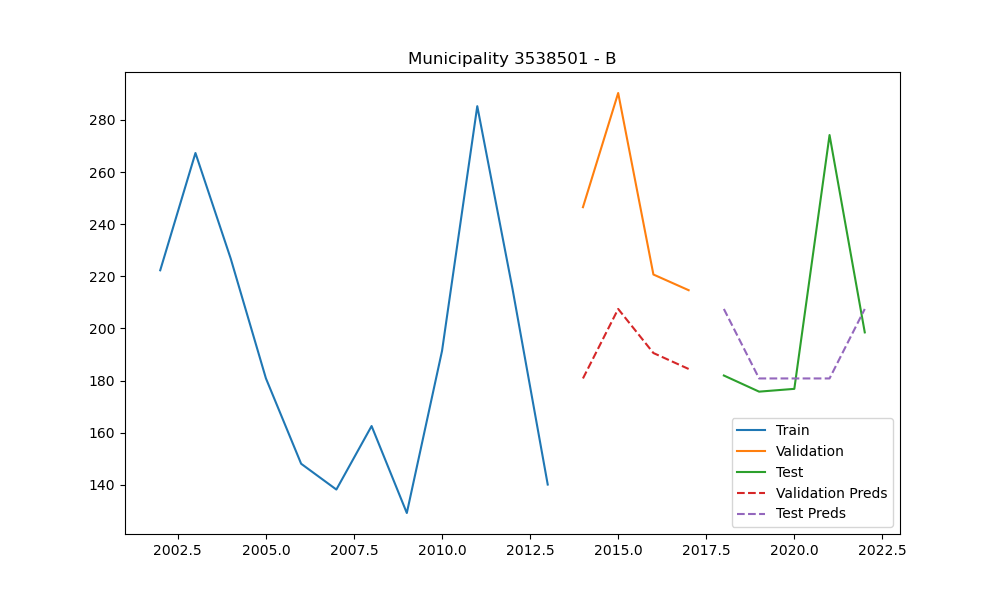 Municipality 3538501 - B
280
260
240
220
200
180
160
140
2002.5 2005.0 2007.5 2010.0 2012.5 2015.0 2017.5 2020.0 2022.5
Train
Validation
Test
Validation Preds
Test Preds